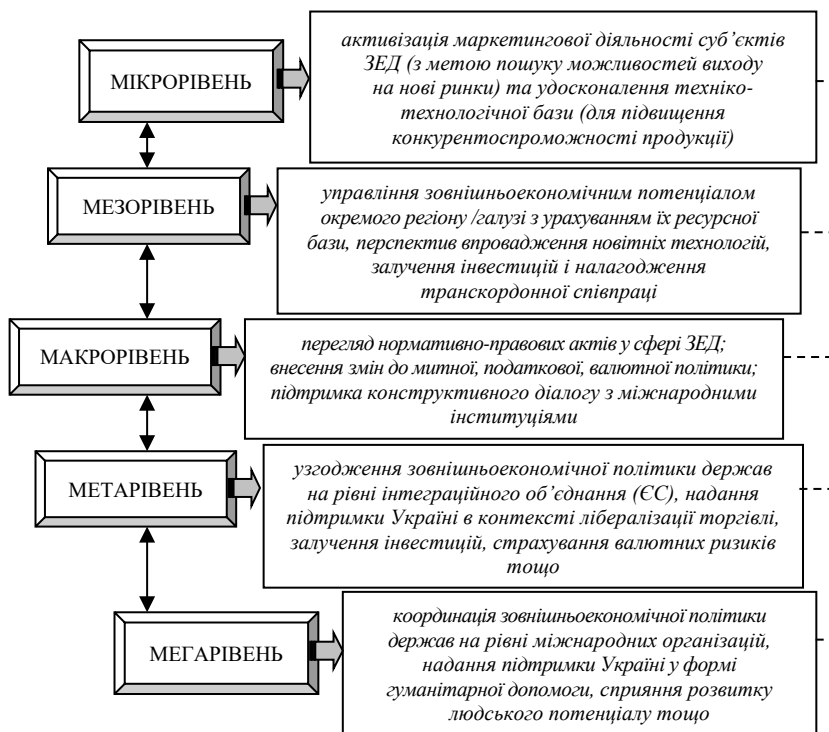 МІКРОРІВЕНЬ
активізація маркетингової діяльності суб’єктів
ЗЕД (з метою пошуку можливостей виходу
на нові ринки) та удосконалення техніко-
технологічної бази (для підвищення
конкурентоспроможності продукції)
МЕЗОРІВЕНЬ
управління зовнішньоекономічним потенціалом
окремого регіону /галузі з урахуванням їх ресурсної
бази, перспектив впровадження новітніх технологій,
залучення інвестицій і налагодження
транскордонної співпраці
МАКРОРІВЕНЬ
перегляд нормативно-правових актів у сфері ЗЕД;
внесення змін до митної, податкової, валютної політики;
підтримка конструктивного діалогу з міжнародними
інституціями
МЕТАРІВЕНЬ
узгодження зовнішньоекономічної політики держав
на рівні інтеграційного об’єднання (ЄС), надання
підтримки Україні в контексті лібералізації торгівлі,
залучення інвестицій, страхування валютних ризиків
тощо
МЕГАРІВЕНЬ
координація зовнішньоекономічної політики
держав на рівні міжнародних організацій,
надання підтримки Україні у формі
гуманітарної допомоги, сприяння розвитку
людського потенціалу тощо